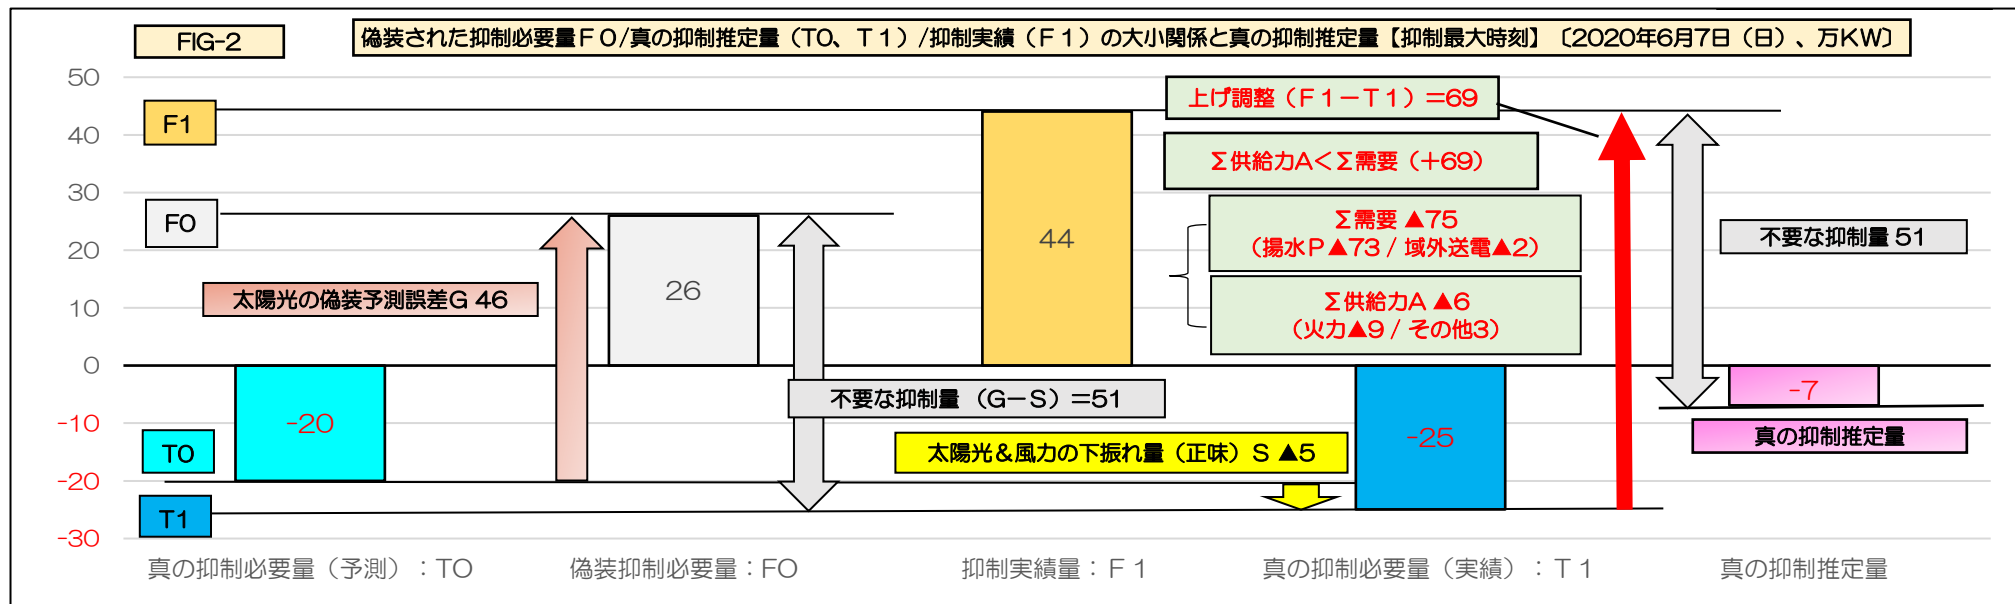 FIG-2
偽装された抑制必要量F0/真の抑制推定量（T0、T1）/抑制実績（F1）の大小関係と真の抑制推定量【抑制最大時刻】〔2020年6月7日（日）、万KW〕
50
40
30
20
10
0
-10
-20
-30
F1
F0
T0
T1
上げ調整（F1－T1）＝69
Σ供給力A＜Σ需要（+69）
Σ需要 ▲75
（揚水P▲73 / 域外送電▲2）
Σ供給力A ▲6
（火力▲9 / その他3）
不要な抑制量 51
太陽光の偽装予測誤差G 46
26
44
-20
-25
-7
不要な抑制量 （G－S）＝51
太陽光＆風力の下振れ量（正味）S ▲5
真の抑制推定量
真の抑制必要量（予測）：T0
偽装抑制必要量：F0
抑制実績量：F1
真の抑制必要量（実績）：T1
真の抑制推定量